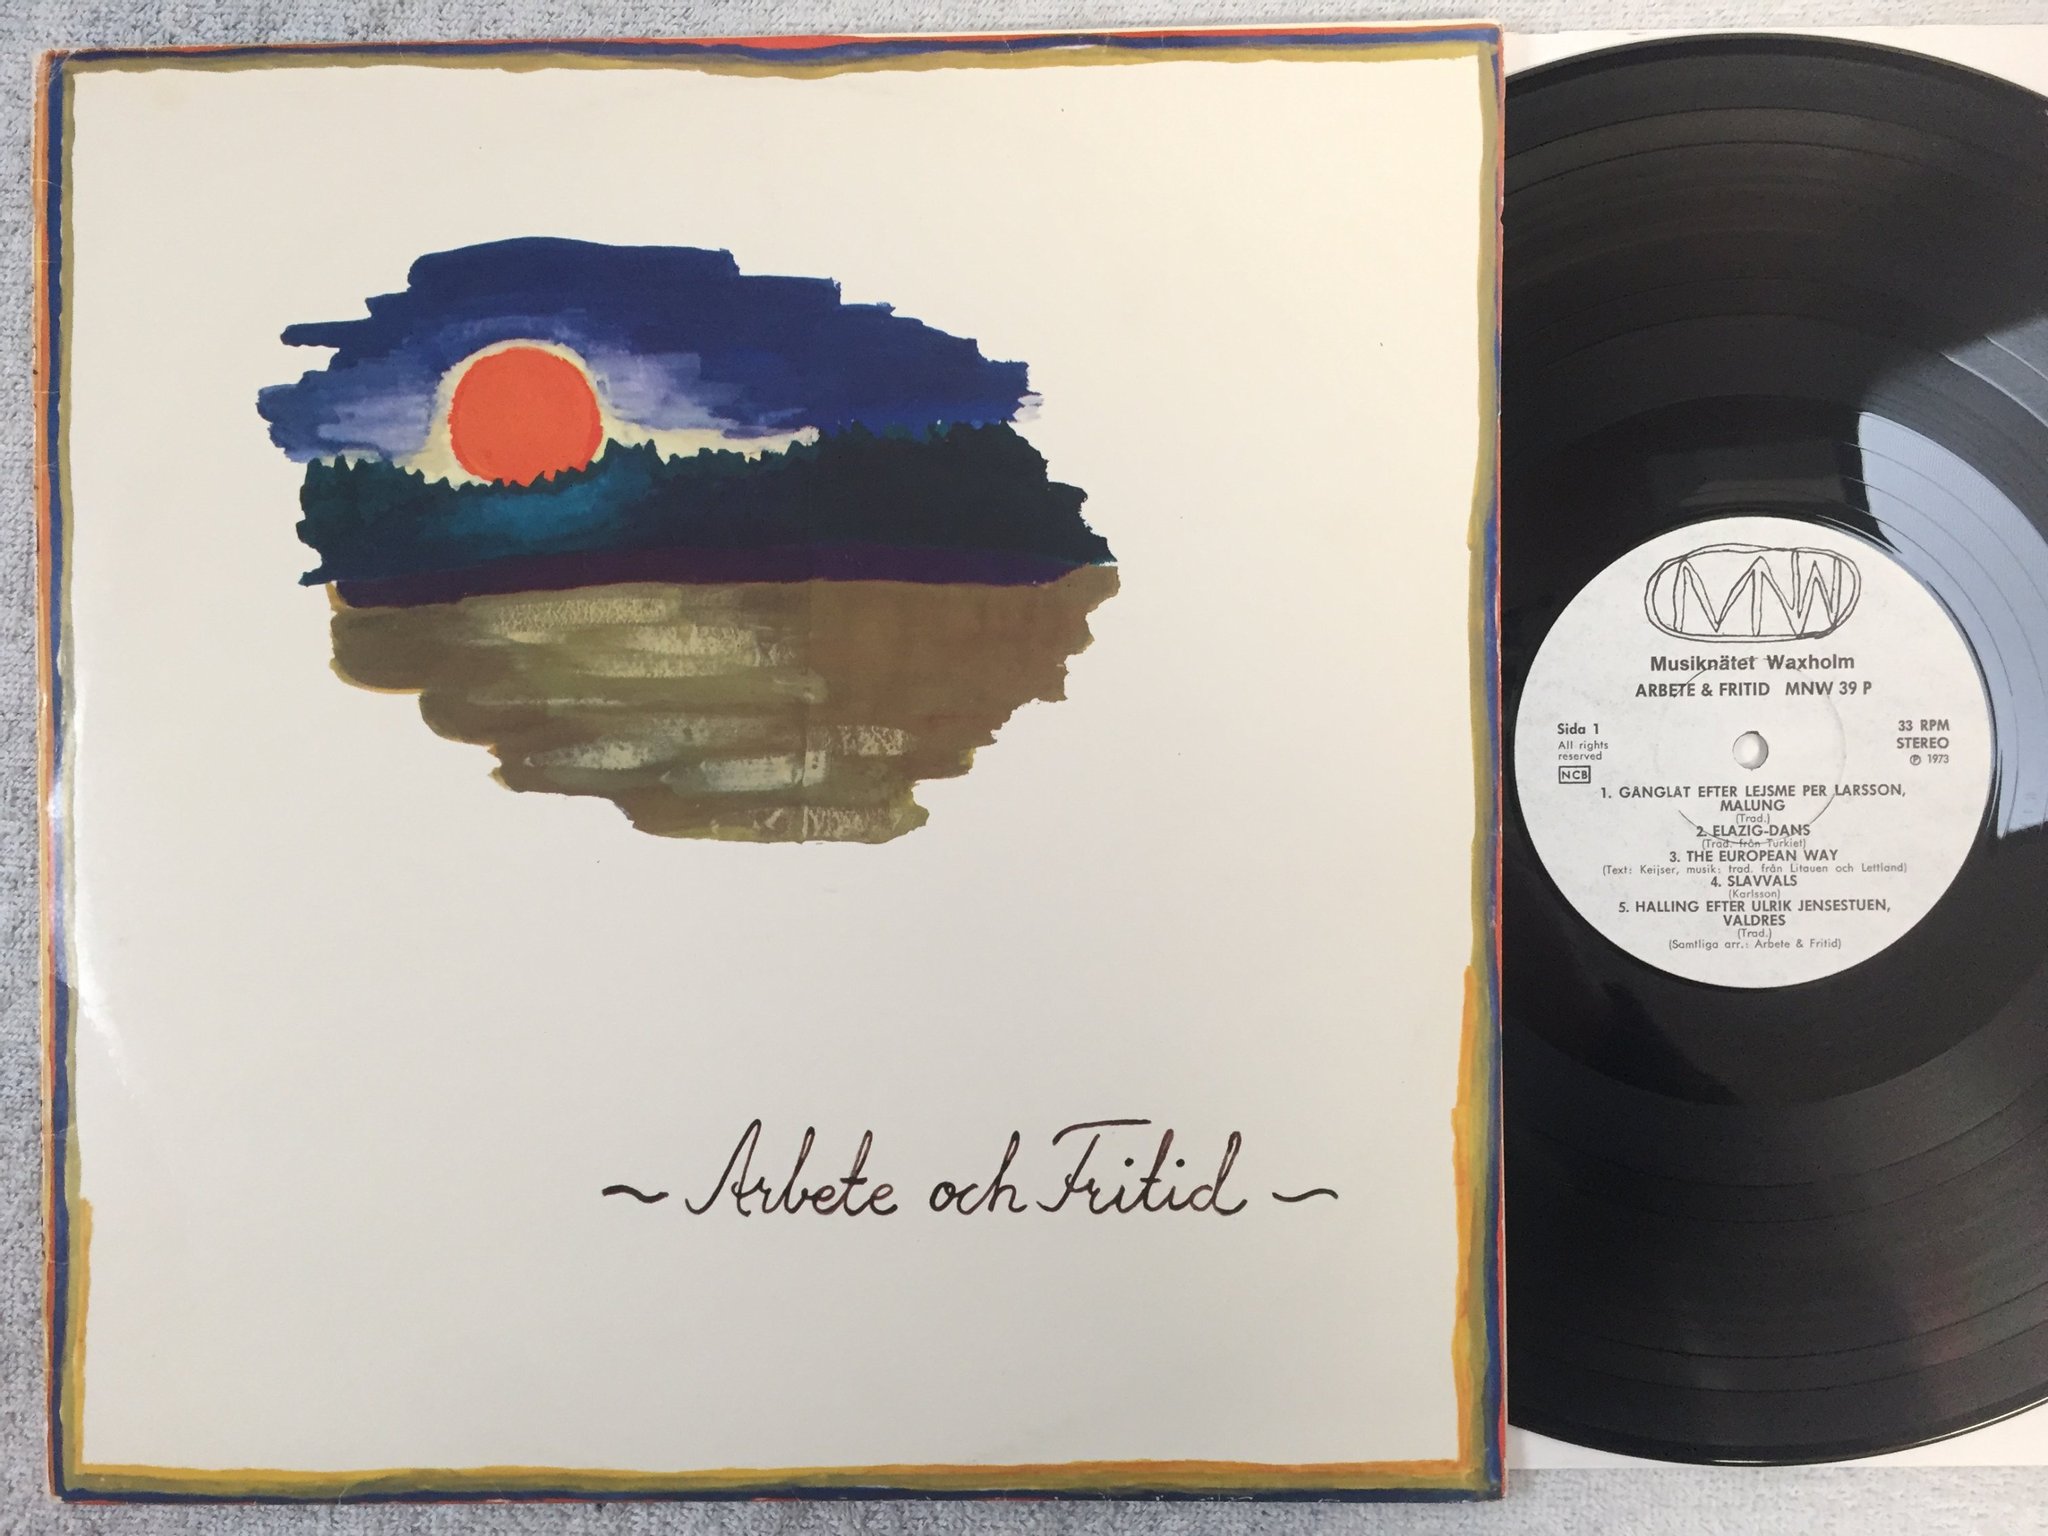 ~ Arbete och Fritid ~
MNW
Musiknätet Waxholm
ARBETE & FRITID MNW 39 P
Sida 1
All rights
reserved
NCB
33 RPM
STEREO
℗ 1973
1. GÅNGLÅT EFTER LEJSME PER LARSSON,
MALUNG
(Trad.)
2. ELAZIG-DANS
(Trad. från Turkiet)
3. THE EUROPEAN WAY
(Text: Keijser, musik: trad. från Litauen och Lettland)
4. SLAVVALS
(Karlsson)
5. HALLING EFTER ULRIK JENSESTUEN,
VALDRES
(Trad.)
(Samtliga arr.: Arbete & Fritid)